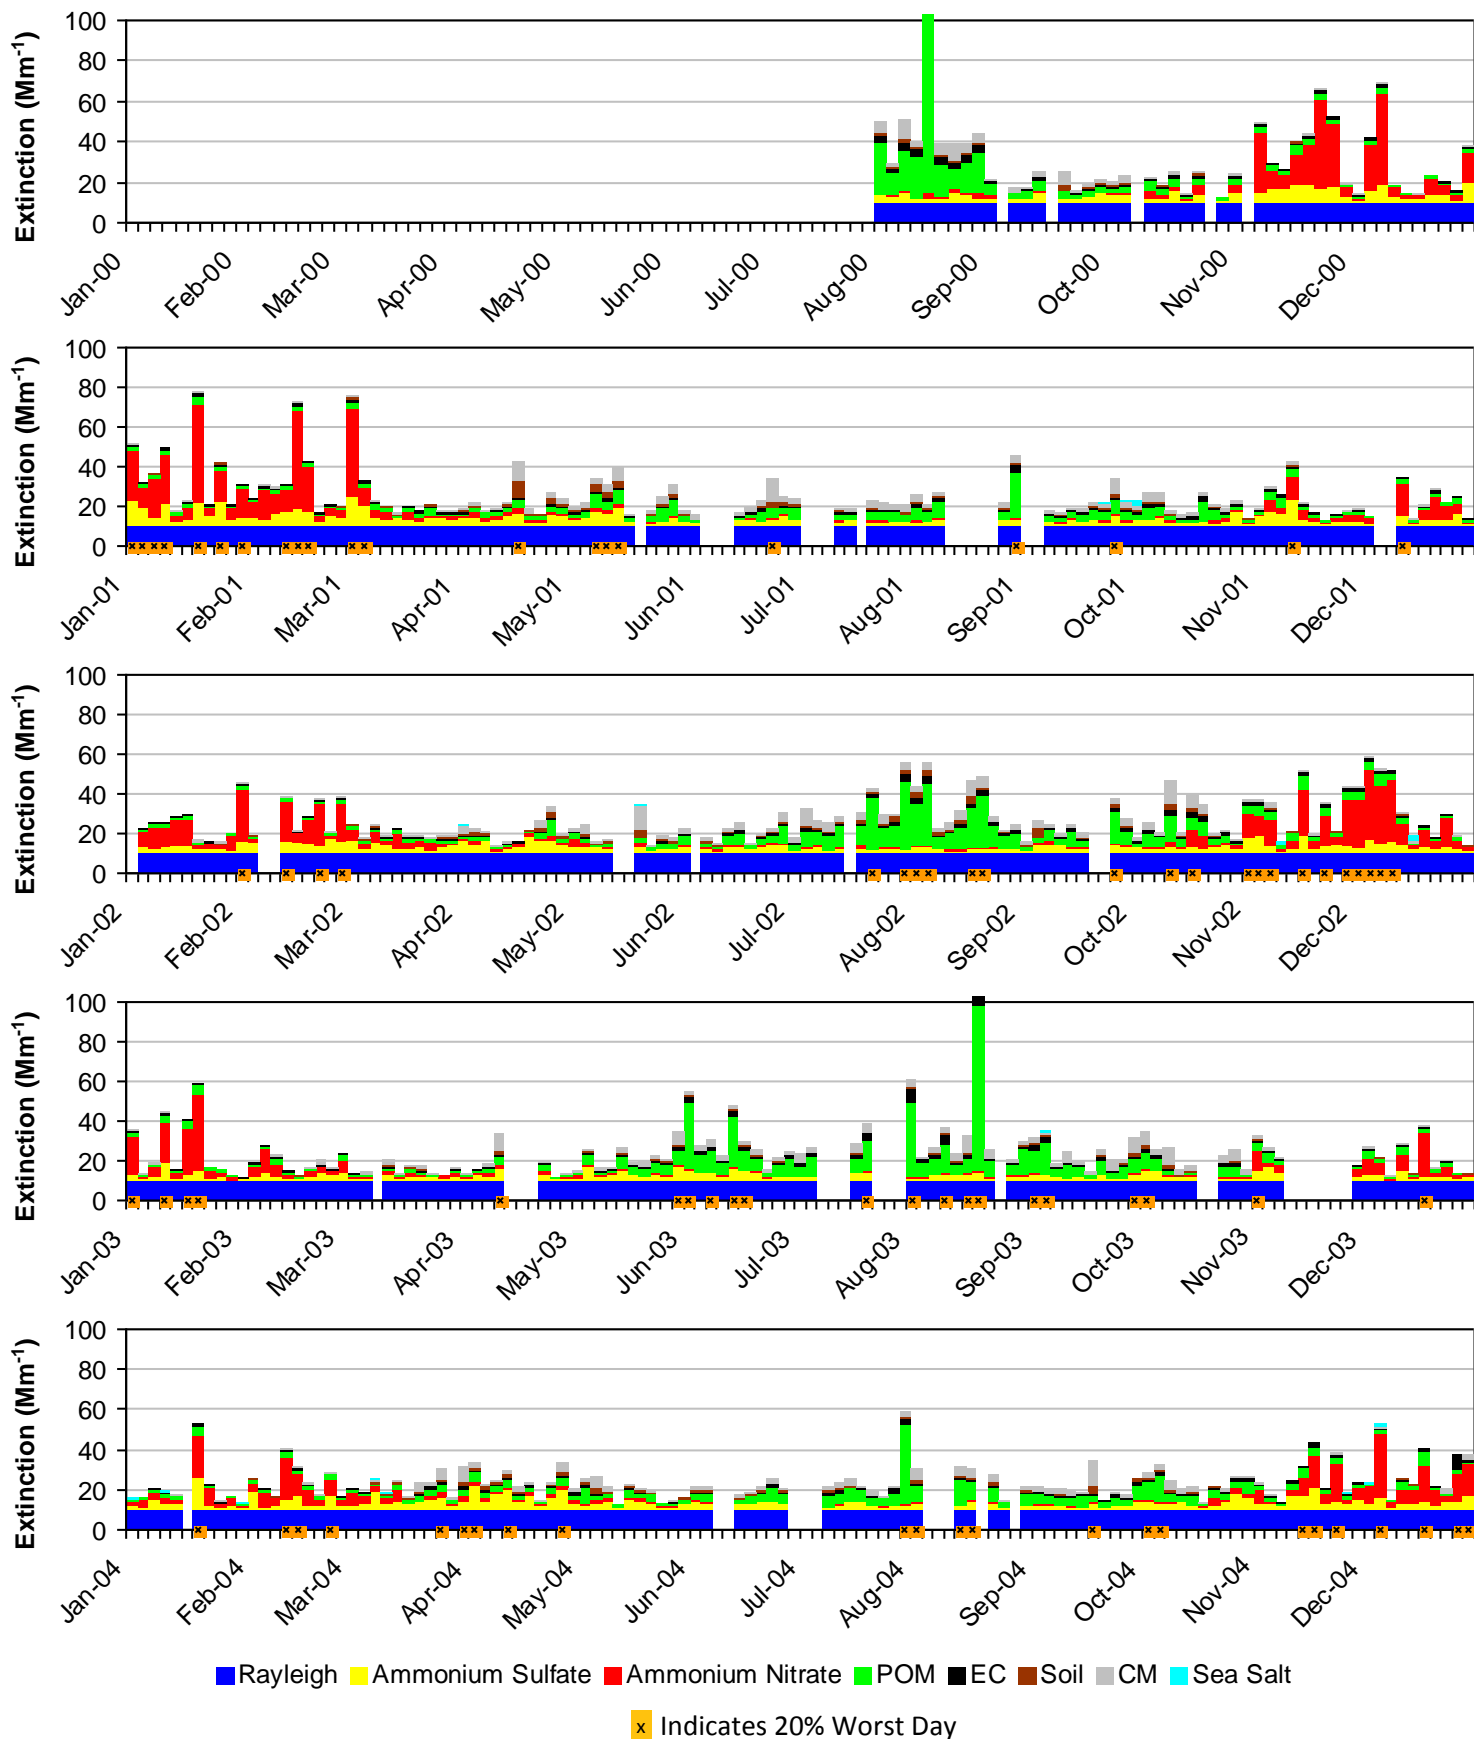 Extinction (Mm-1)
100
80
60
40
20
0
Jan-00 Feb-00 Mar-00 Apr-00 May-00 Jun-00 Jul-00 Aug-00 Sep-00 Oct-00 Nov-00 Dec-00
Extinction (Mm-1)
100
80
60
40
20
0
Jan-01 Feb-01 Mar-01 Apr-01 May-01 Jun-01 Jul-01 Aug-01 Sep-01 Oct-01 Nov-01 Dec-01
Extinction (Mm-1)
100
80
60
40
20
0
Jan-02 Feb-02 Mar-02 Apr-02 May-02 Jun-02 Jul-02 Aug-02 Sep-02 Oct-02 Nov-02 Dec-02
Extinction (Mm-1)
100
80
60
40
20
0
Jan-03 Feb-03 Mar-03 Apr-03 May-03 Jun-03 Jul-03 Aug-03 Sep-03 Oct-03 Nov-03 Dec-03
Extinction (Mm-1)
100
80
60
40
20
0
Jan-04 Feb-04 Mar-04 Apr-04 May-04 Jun-04 Jul-04 Aug-04 Sep-04 Oct-04 Nov-04 Dec-04
Rayleigh Ammonium Sulfate Ammonium Nitrate POM EC Soil CM Sea Salt
x Indicates 20% Worst Day